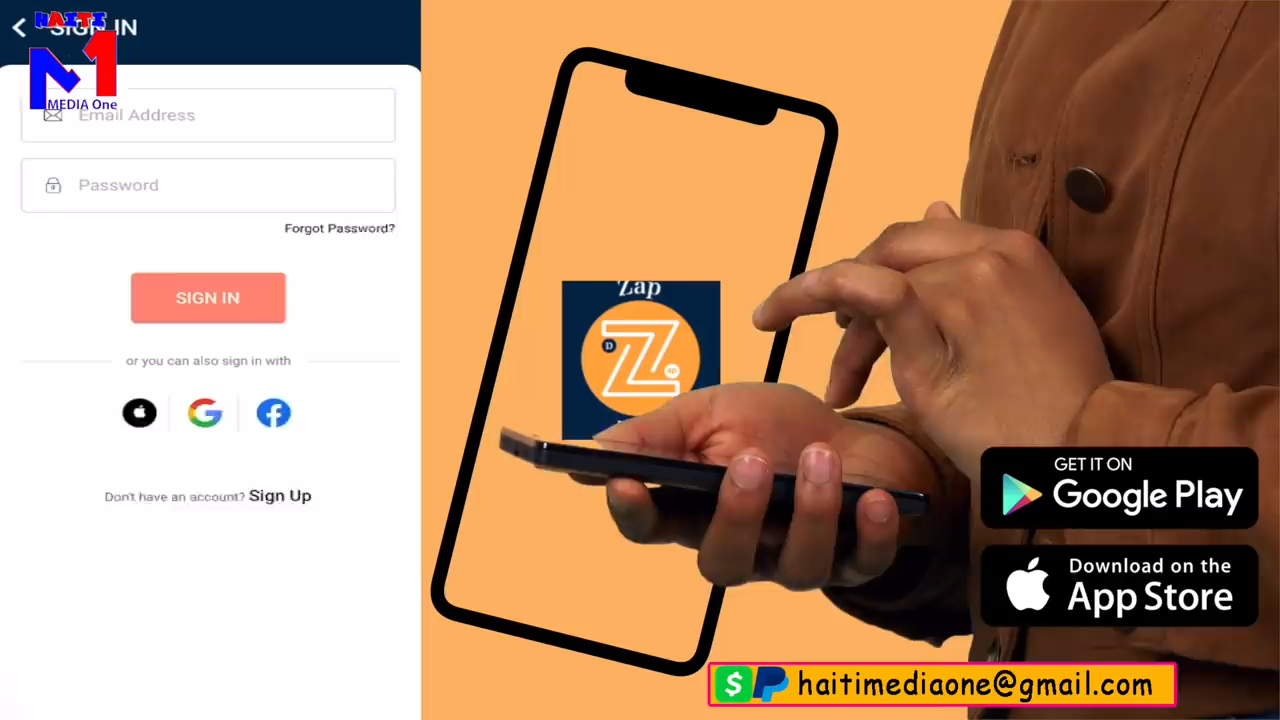 HAITI
SIGN IN
M1
MEDIA One
Email Address
Password
Forgot Password?
SIGN IN
or you can also sign in with
Don't have an account? Sign Up
Zap
Z
D
GET IT ON
Google Play
Download on the
App Store
$ haitimediaone@gmail.com